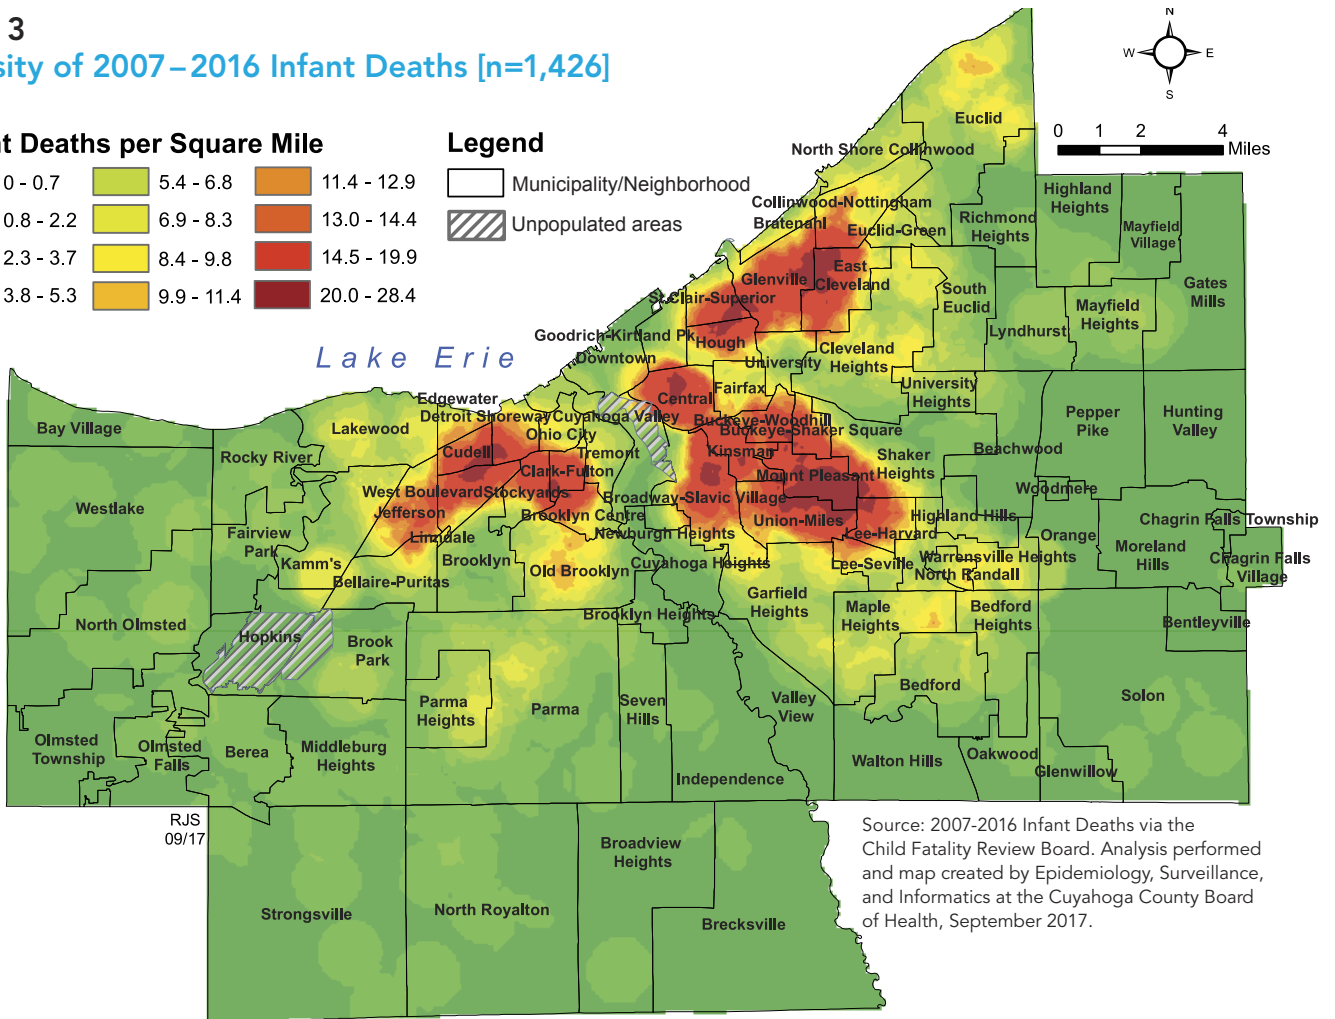 3
sity of 2007–2016 Infant Deaths [n=1,426]
nt Deaths per Square Mile
0 - 0.7
0.8 - 2.2
2.3 - 3.7
3.8 - 5.3
5.4 - 6.8
6.9 - 8.3
8.4 - 9.8
9.9 - 11.4
11.4 - 12.9
13.0 - 14.4
14.5 - 19.9
20.0 - 28.4
Legend
Municipality/Neighborhood
Unpopulated areas
N
W E
S
0 1 2 4
Miles
Lake Erie
Euclid
North Shore Collinwood
Collinwood-Nottingham
Bratenahl
Euclid-Green
Richmond
Heights
Highland
Heights
Mayfield
Village
Gates
Mills
Glenville
East
Cleveland
St.Clair-Superior
South
Euclid
Mayfield
Heights
Lyndhurst
Goodrich-Kirtland Pk
Hough
Downtown
University
Cleveland
Heights
Fairfax
University
Heights
Central
Edgewater
Detroit Shoreway
Cuyahoga Valley
Ohio City
Buckeye-Woodhill
Buckeye-Shaker Square
Pepper
Pike
Hunting
Valley
Bay Village
Lakewood
Rocky River
Cudell
Tremont
Kinsman
Beachwood
Clark-Fulton
Mount Pleasant
Shaker
Heights
West Boulevard
Stockyards
Broadway-Slavic Village
Woodmere
Westlake
Jefferson
Brooklyn Centre
Union-Miles
Highland Hills
Chagrin Falls Township
Fairview
Park
Linndale
Newburgh Heights
Lee-Harvard
Orange
Moreland
Hills
Chagrin Falls
Village
Kamm's
Brooklyn
Old Brooklyn
Cuyahoga Heights
Lee-Seville
Warrensville Heights
North Randall
Bellaire-Puritas
Garfield
Heights
Maple
Heights
Bedford
Heights
Brooklyn Heights
Bentleyville
North Olmsted
Hopkins
Brook
Park
Bedford
Solon
Parma
Heights
Parma
Seven
Hills
Valley
View
Olmsted
Township
Olmsted
Falls
Berea
Middleburg
Heights
Walton Hills
Oakwood
Glenwillow
Independence
RJS
09/17
Broadview
Heights
Strongsville
North Royalton
Brecksville
Source: 2007-2016 Infant Deaths via the
Child Fatality Review Board. Analysis performed
and map created by Epidemiology, Surveillance,
and Informatics at the Cuyahoga County Board
of Health, September 2017.